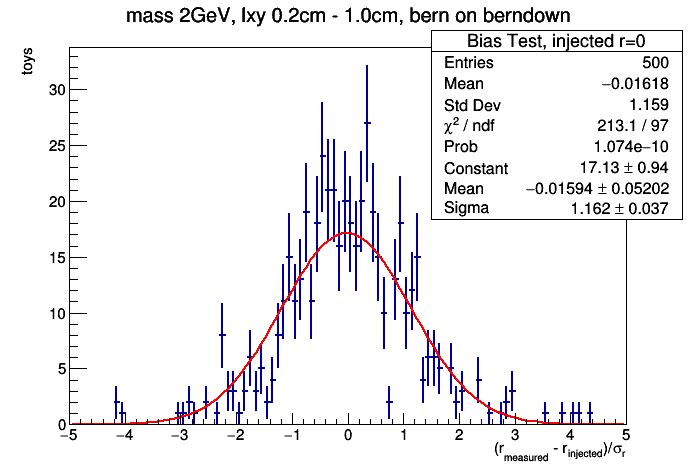 mass 2GeV, lxy 0.2cm - 1.0cm, bern on berndown
Bias Test, injected r=0
Entries 500
Mean −0.01618
Std Dev 1.159
χ² / ndf 213.1 / 97
Prob 1.074e−10
Constant 17.13 ± 0.94
Mean −0.01594 ± 0.05202
Sigma 1.162 ± 0.037
toys
30
25
20
15
10
5
0
−5 −4 −3 −2 −1 0 1 2 3 4 5
(r_measured - r_injected)/σ_r